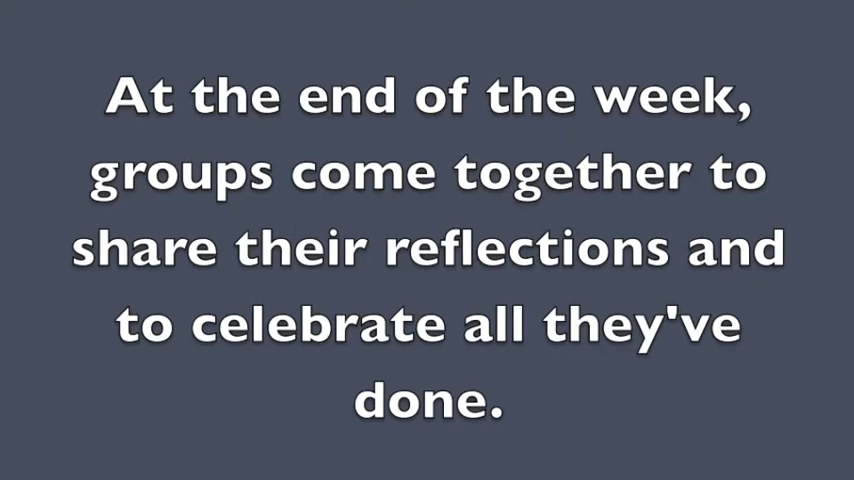 At the end of the week,
groups come together to
share their reflections and
to celebrate all they've
done.